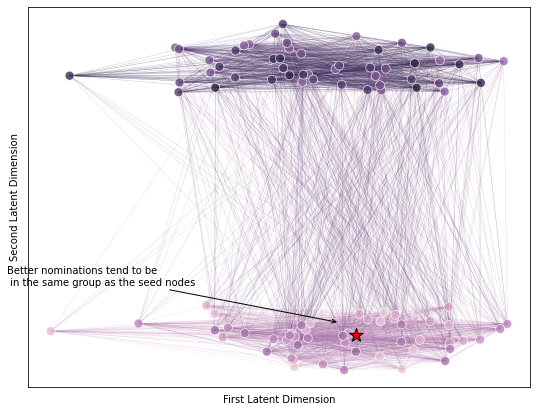 Second Latent Dimension
Better nominations tend to be
in the same group as the seed nodes
First Latent Dimension